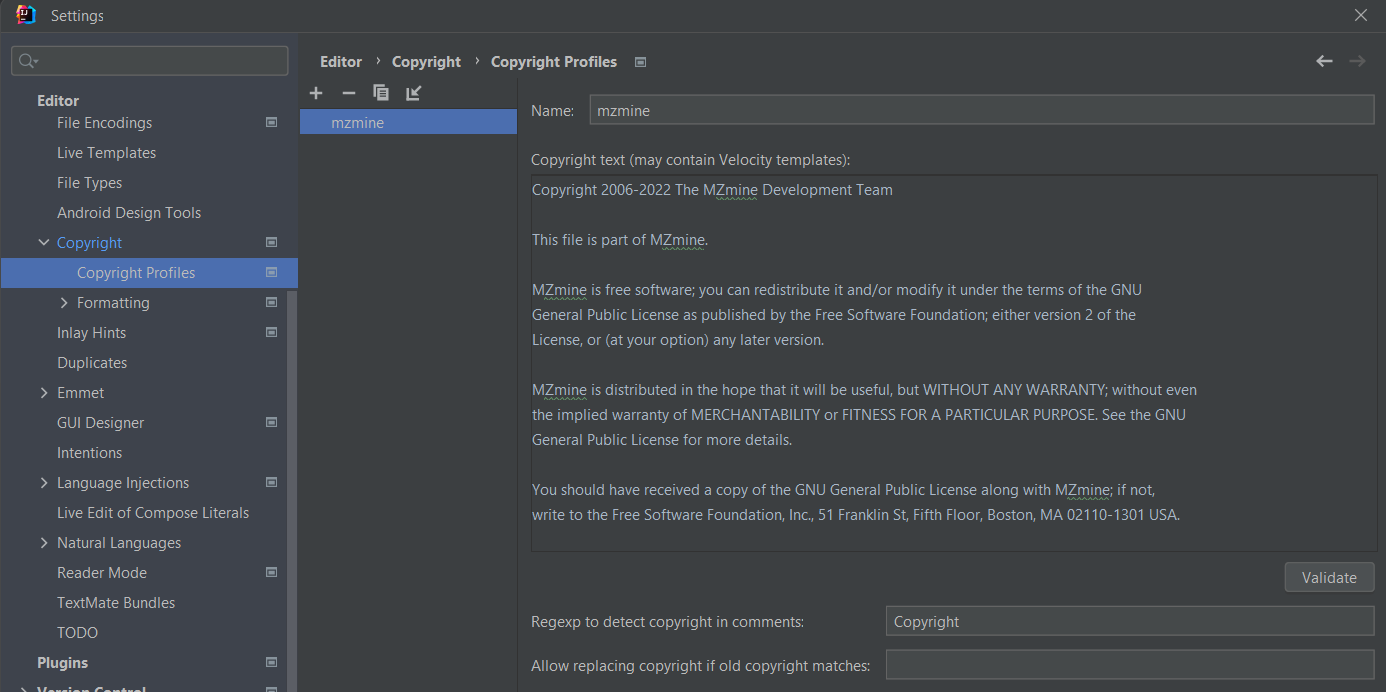 Settings
Editor › Copyright › Copyright Profiles
Editor
File Encodings
Live Templates
File Types
Android Design Tools
Copyright
Copyright Profiles
Formatting
Inlay Hints
Duplicates
Emmet
GUI Designer
Intentions
Language Injections
Live Edit of Compose Literals
Natural Languages
Reader Mode
TextMate Bundles
TODO
Plugins
Version Control
mzmine
Name: mzmine
Copyright text (may contain Velocity templates):
Copyright 2006-2022 The MZmine Development Team
This file is part of MZmine.
MZmine is free software; you can redistribute it and/or modify it under the terms of the GNU
General Public License as published by the Free Software Foundation; either version 2 of the
License, or (at your option) any later version.
MZmine is distributed in the hope that it will be useful, but WITHOUT ANY WARRANTY; without even
the implied warranty of MERCHANTABILITY or FITNESS FOR A PARTICULAR PURPOSE. See the GNU
General Public License for more details.
You should have received a copy of the GNU General Public License along with MZmine; if not,
write to the Free Software Foundation, Inc., 51 Franklin St, Fifth Floor, Boston, MA 02110-1301 USA.
Validate
Regexp to detect copyright in comments: Copyright
Allow replacing copyright if old copyright matches: